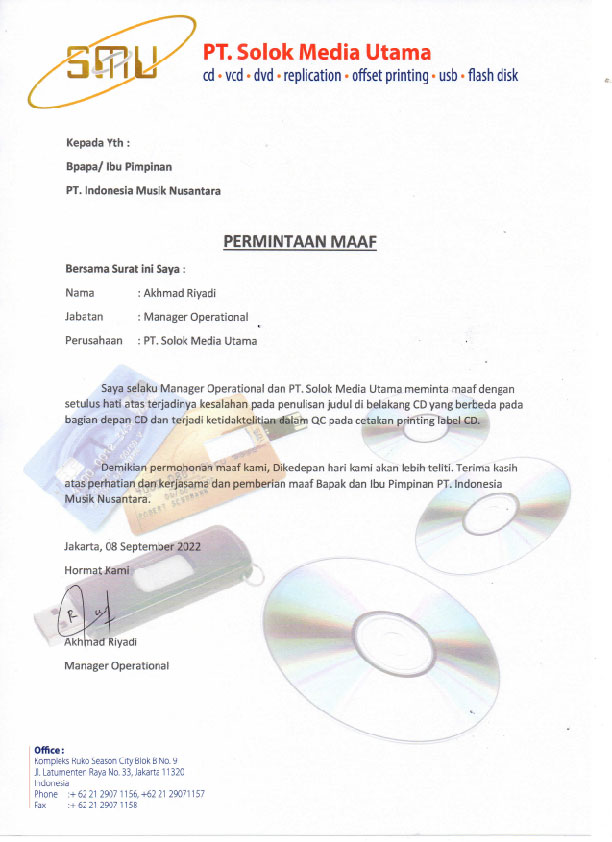 SMU
PT. Solok Media Utama
cd • vcd • dvd • replication • offset printing • usb • flash disk
Kepada Yth :
Bpapa/ Ibu Pimpinan
PT. Indonesia Musik Nusantara
PERMINTAAN MAAF
Bersama Surat ini Saya :
Nama : Akhmad Riyadi
Jabatan : Manager Operational
Perusahaan : PT. Solok Media Utama
Saya selaku Manager Operational dan PT. Solok Media Utama meminta maaf dengan
setulus hati atas terjadirya kesalahan pada penulisan judul di belakang CD yang berbeda pada
bagian depan CD dan terjadi ketidaktelitian dalam QC pada cetakan printing label CD.
Demikian permohonan maaf kami, Dikedepan hari kami akan lebih teliti. Terima kasih
atas perhatian dan kerjasama dan pemberian maaf Bapak dan Ibu Pimpinan PT. Indonesia
Musik Nusantara.
Jakarta, 08 September 2022
Hormat Kami
Akhmad Riyadi
Manager Operational
Office :
Kompleks Ruko Season City Blok B No. 9
Jl. Latumenter Raya No. 33, Jakarta 11320
Indonesia
Phone :+ 62 21 2907 1156, +62 21 29071157
Fax :+ 62 21 2907 1158